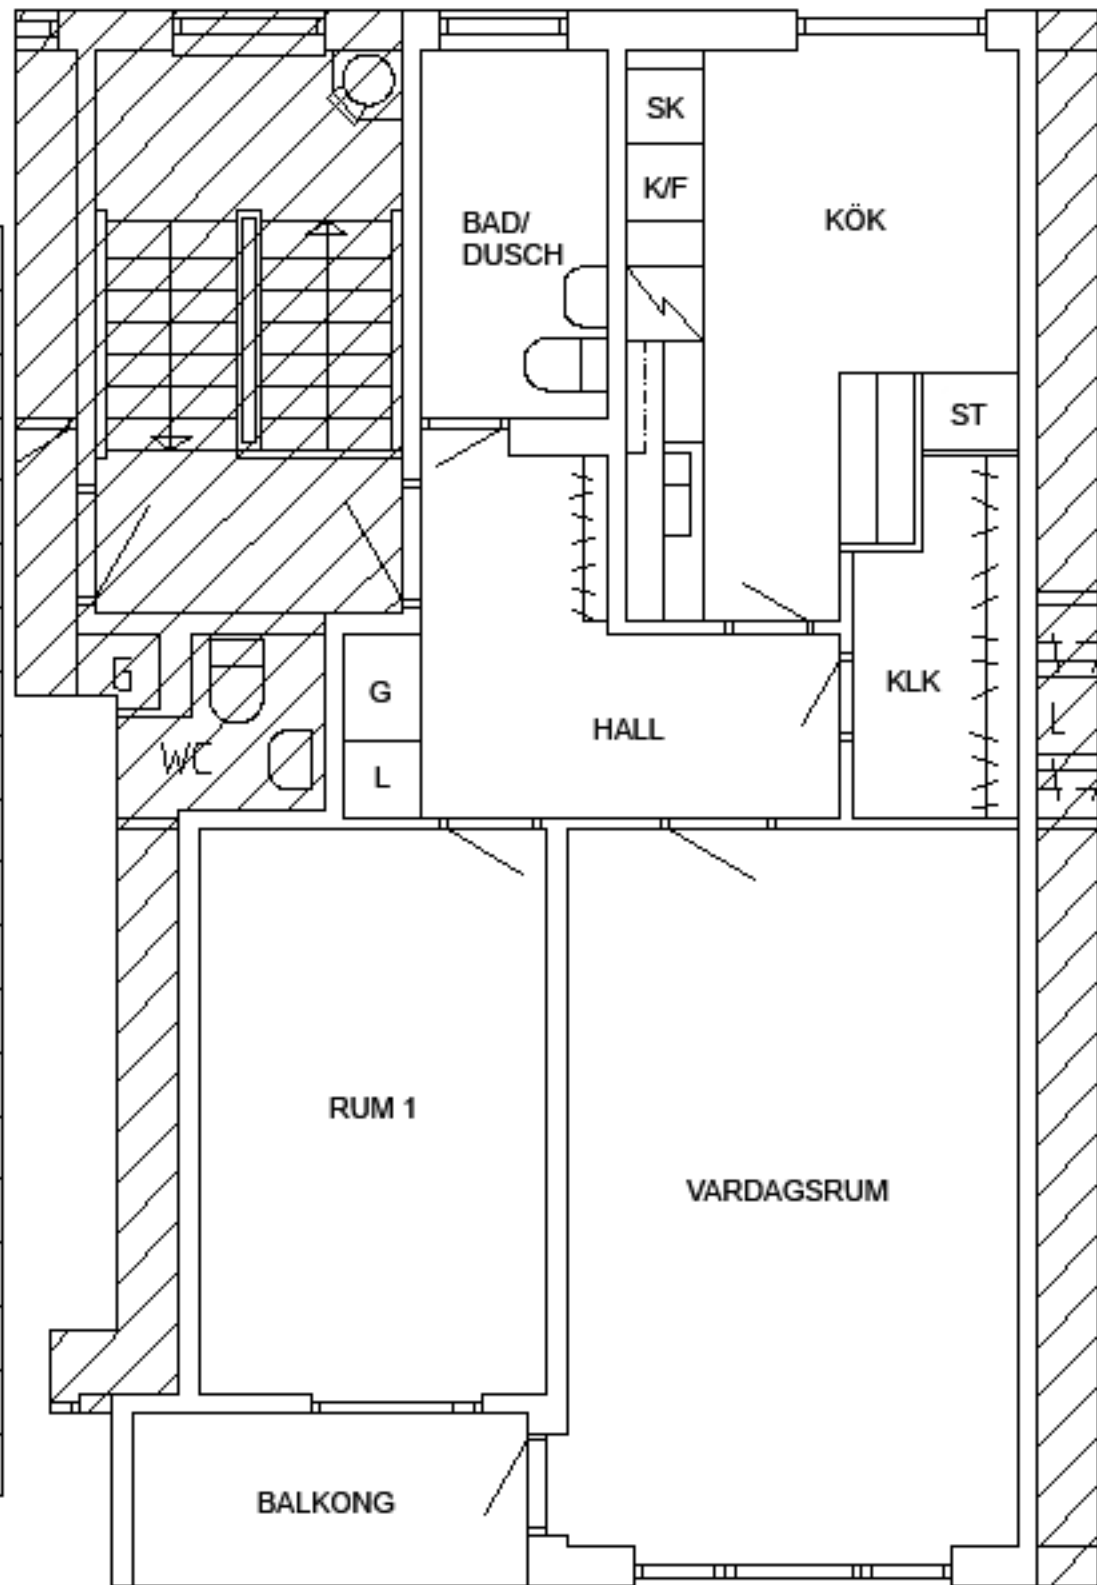 SK
K/F
KÖK
BAD/
DUSCH
ST
G
KLK
HALL
WC
L
L
RUM 1
VARDAGSRUM
BALKONG